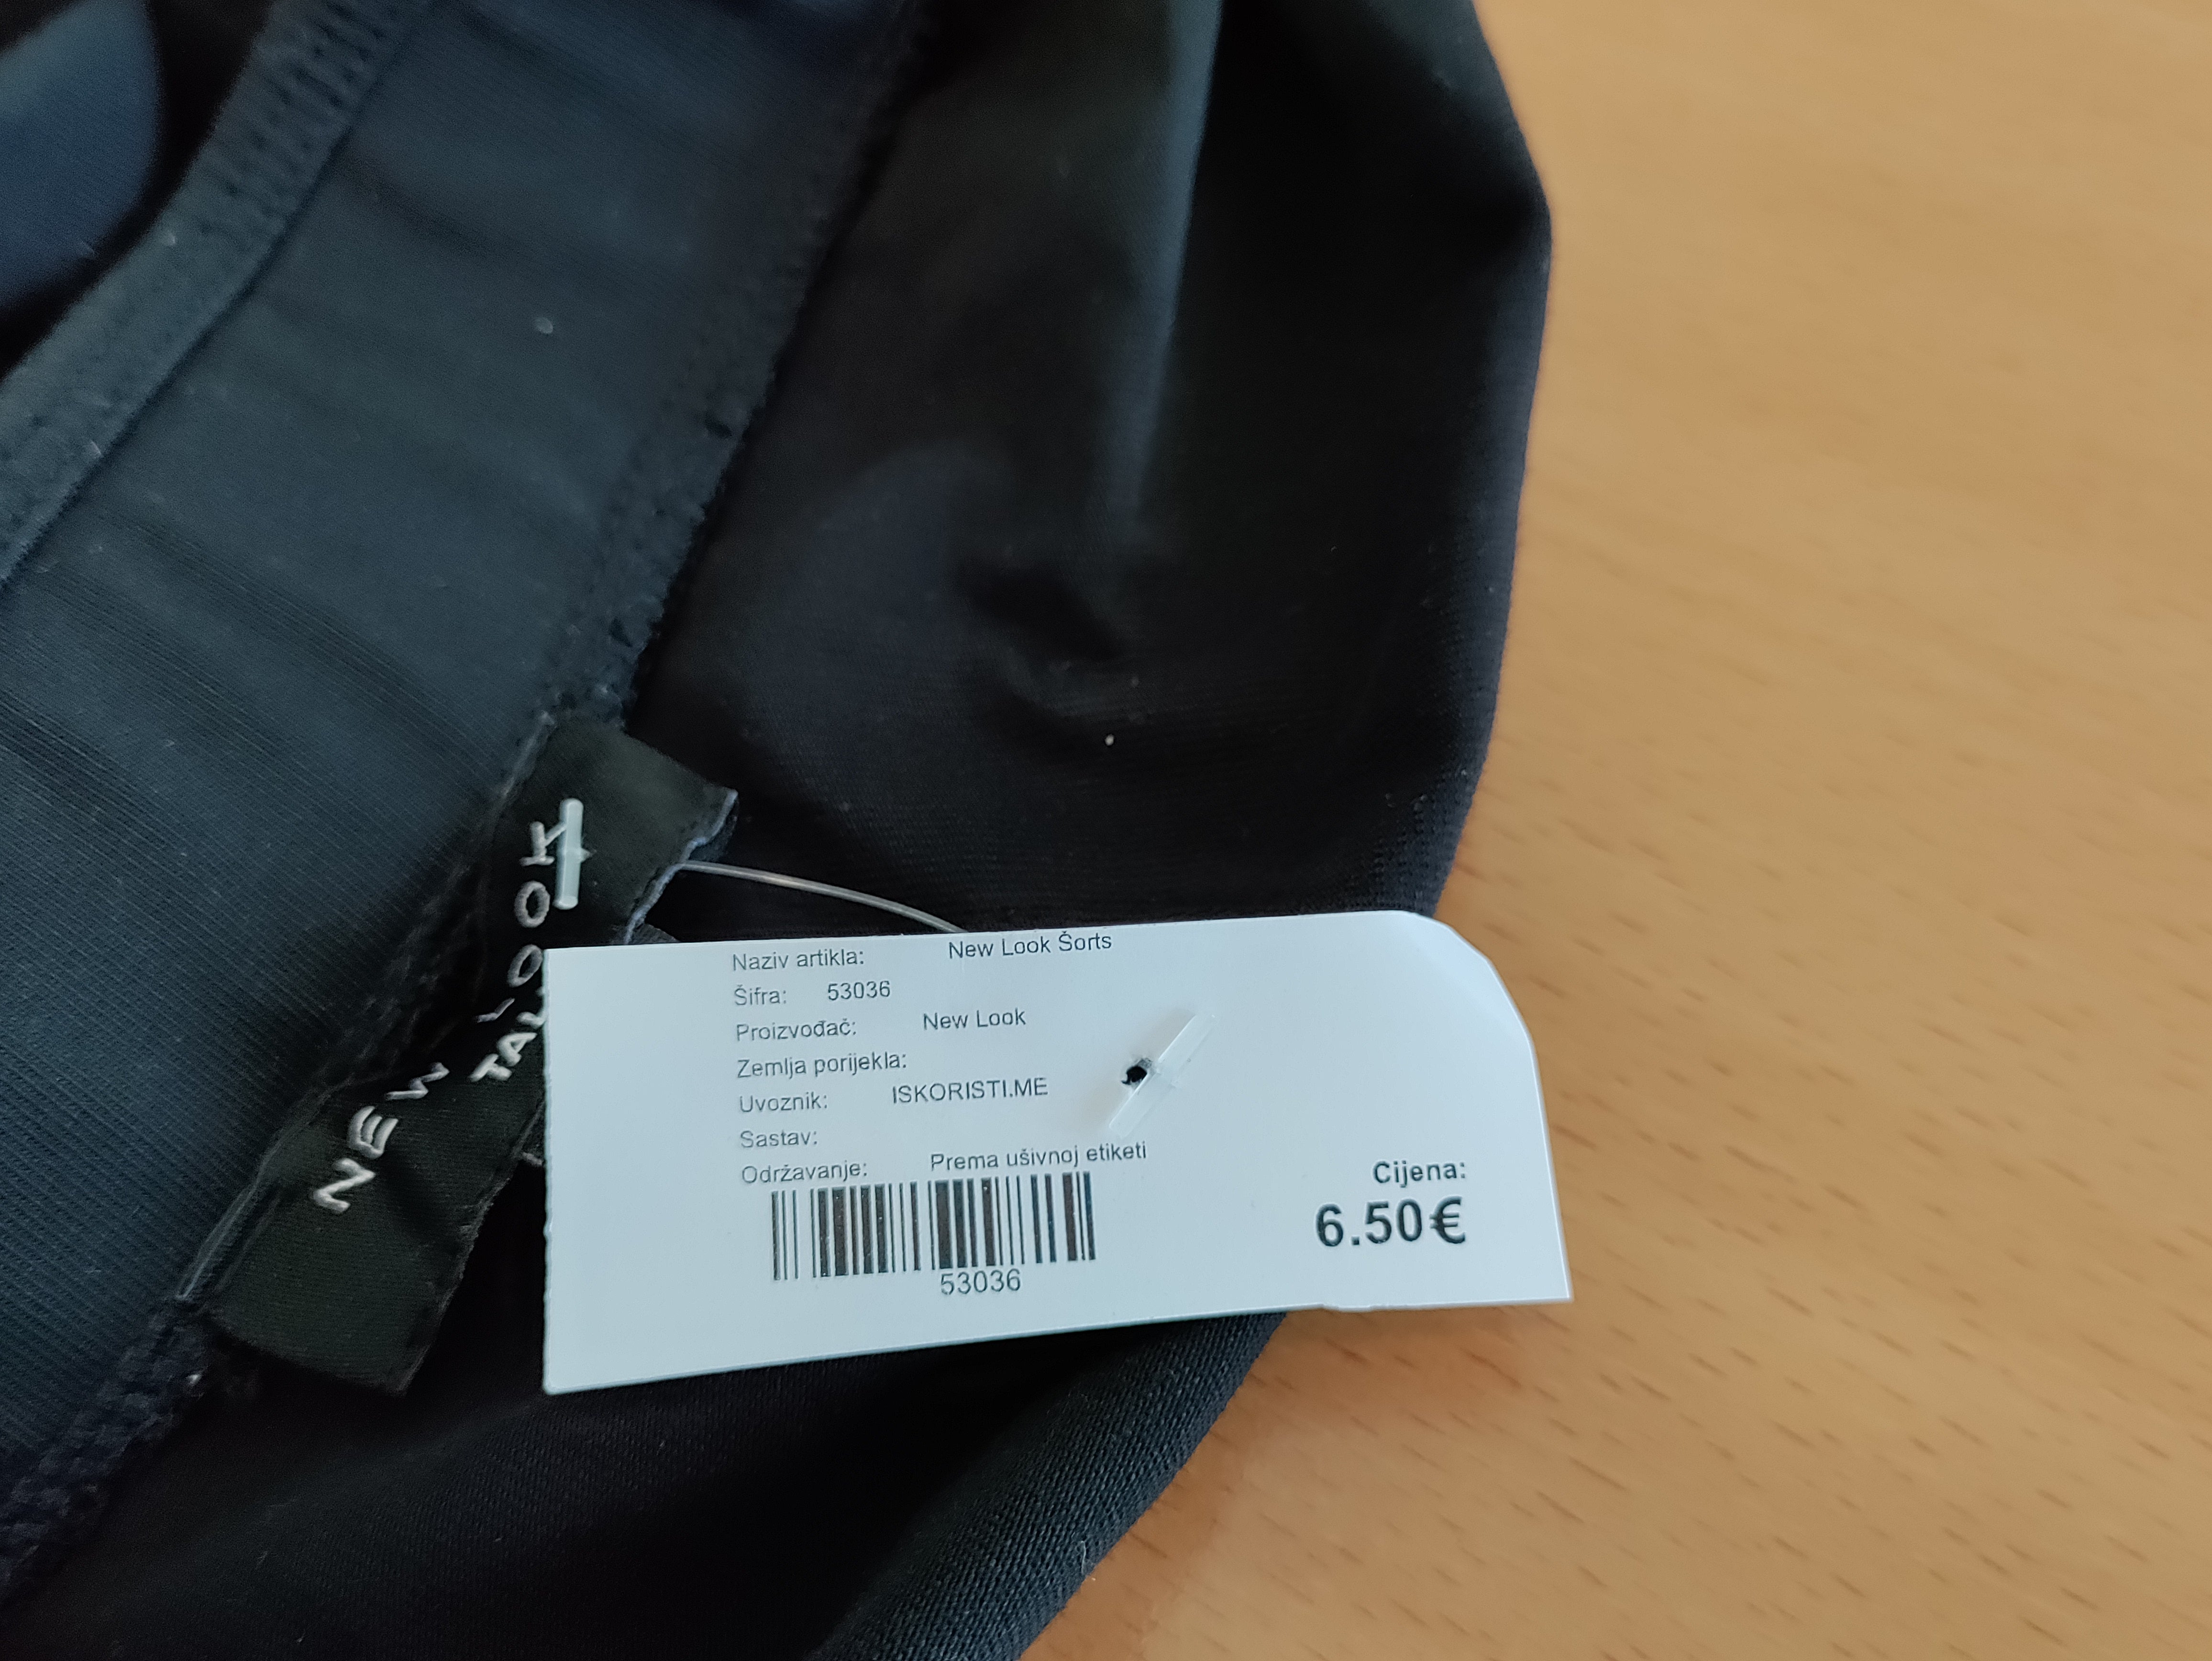 NEW LOOK
Naziv artikla: New Look Šorts
Šifra: 53036
Proizvođač: New Look
Zemlja porijekla:
Uvoznik: ISKORISTI.ME
Sastav:
Održavanje: Prema ušivnoj etiketi
53036
Cijena:
6.50€